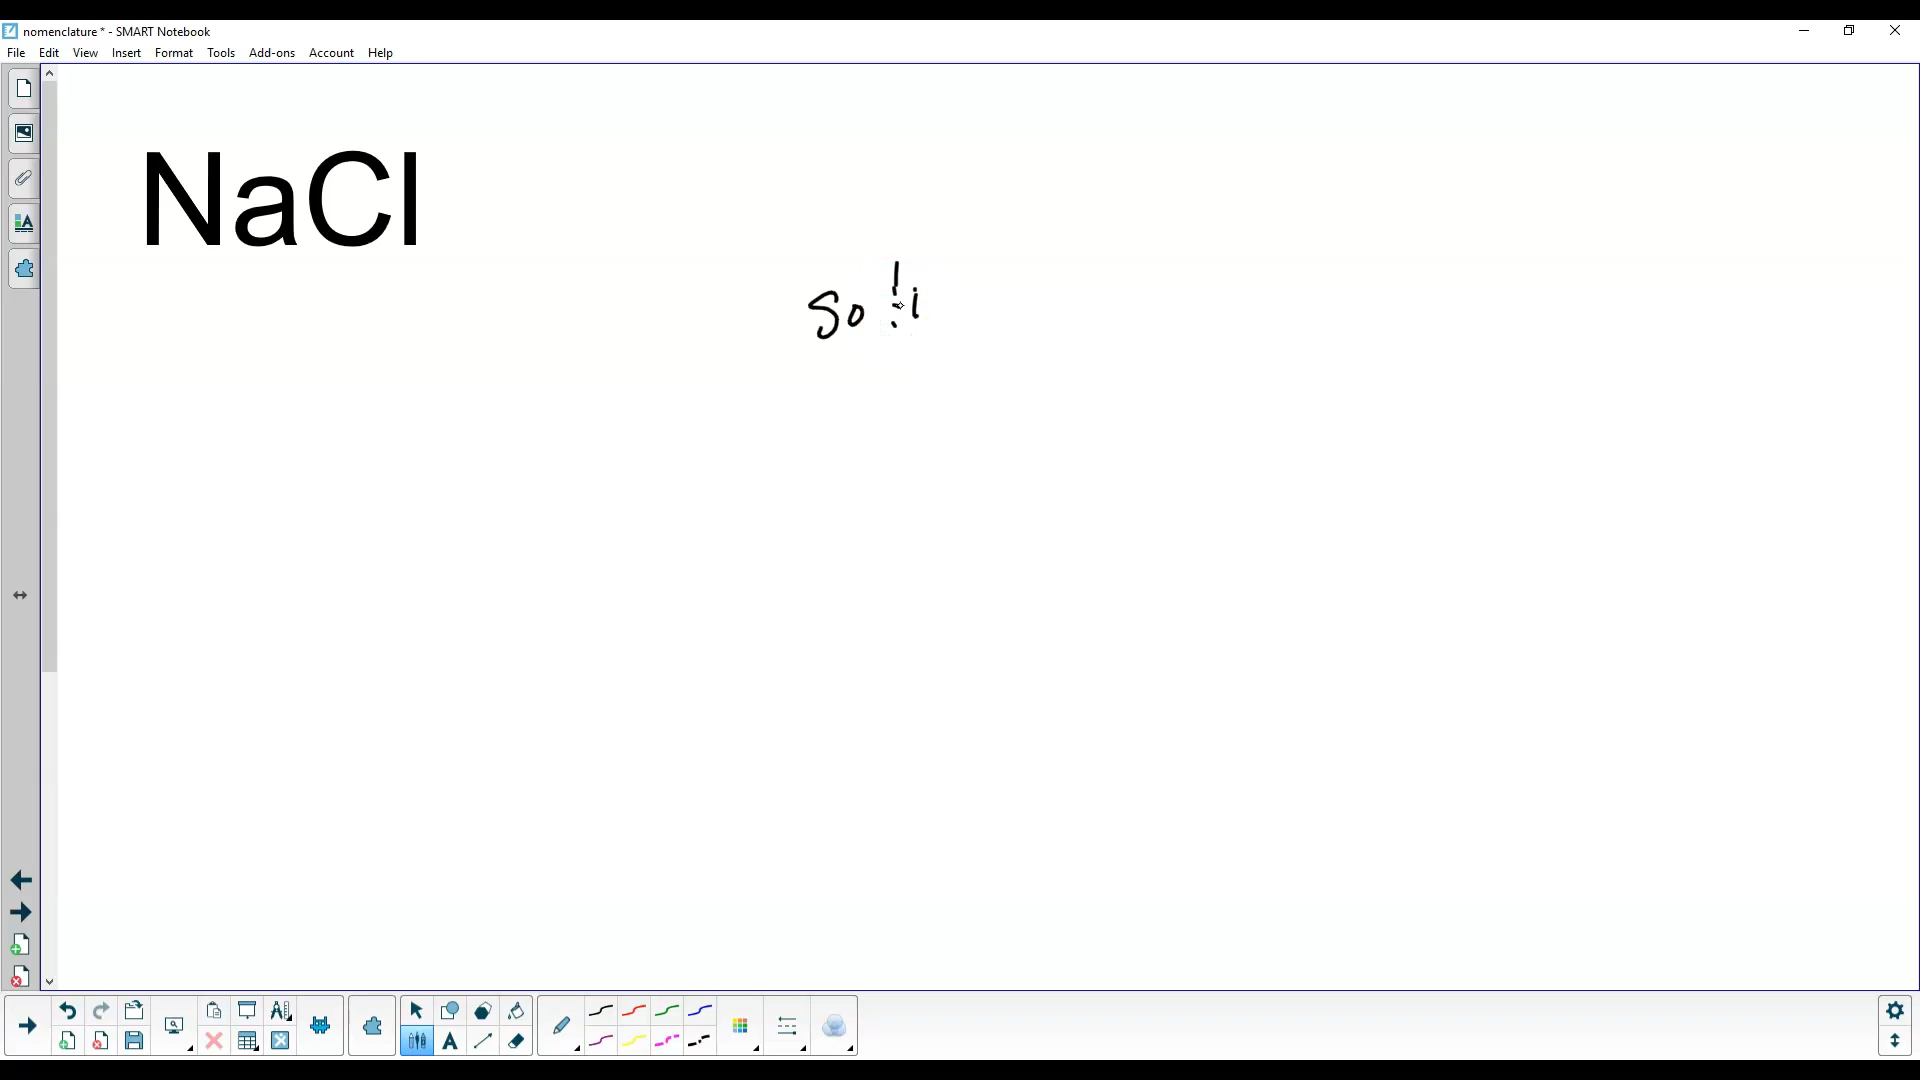 nomenclature * - SMART Notebook
File Edit View Insert Format Tools Add-ons Account Help
NaCl
So